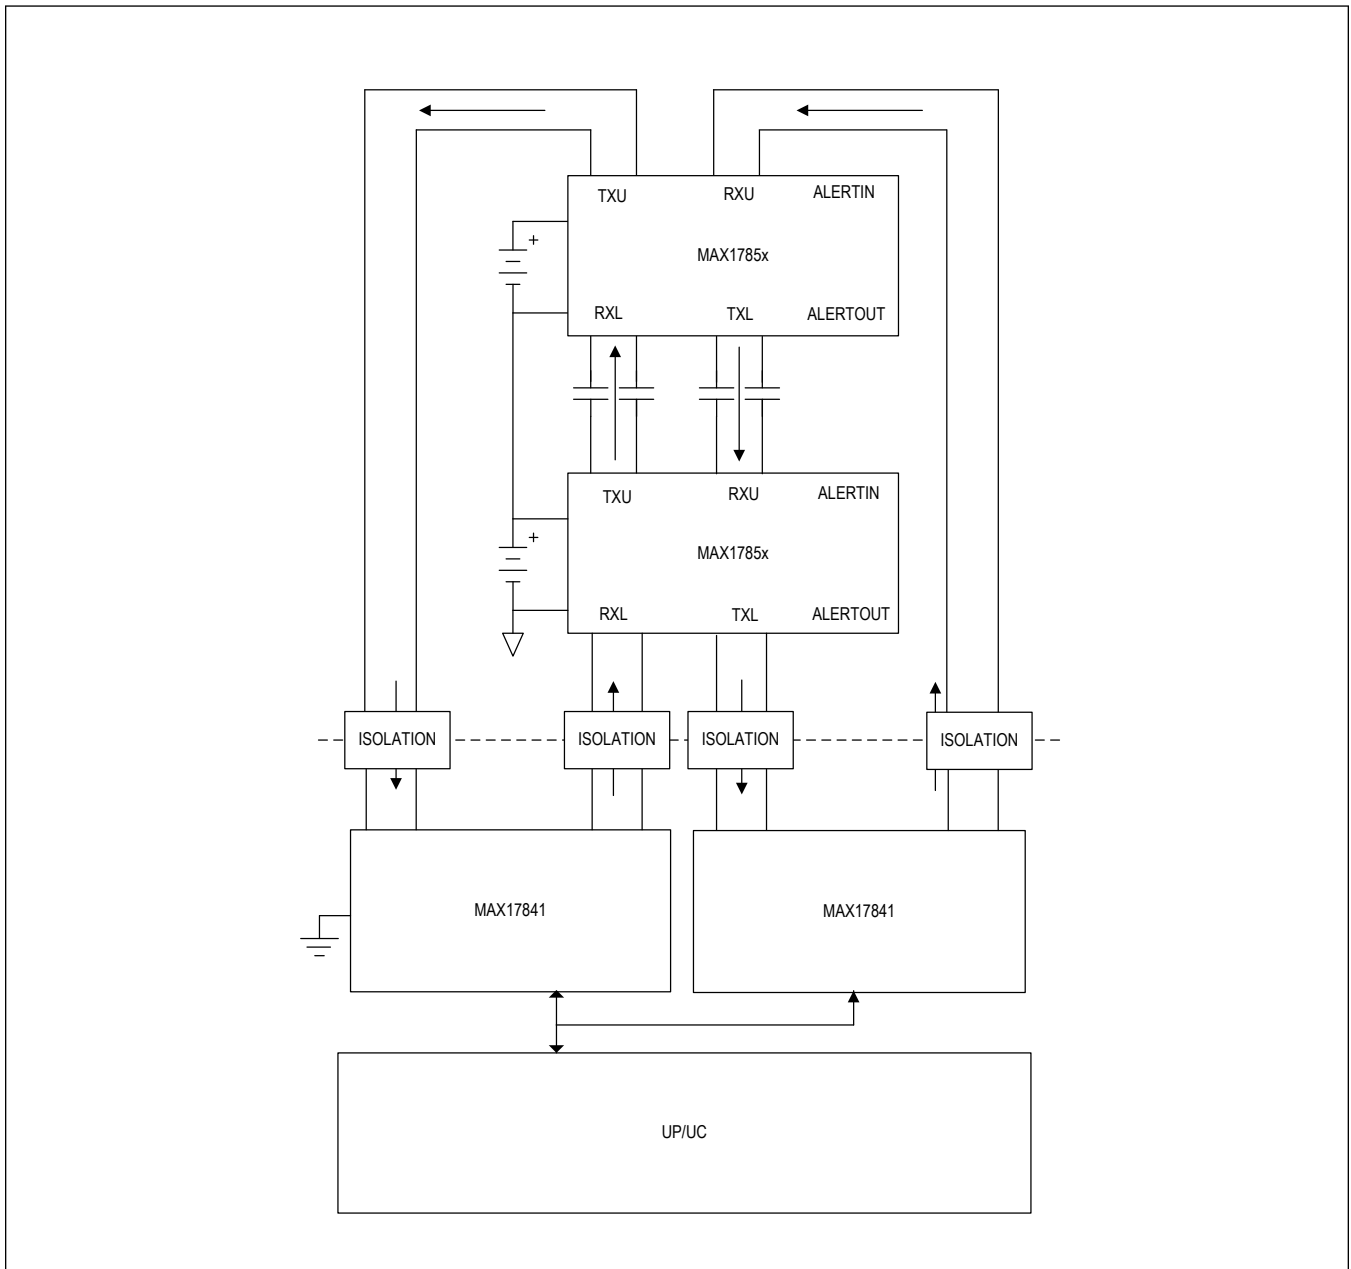 TXU RXU ALERTIN
+
MAX1785x
RXL TXL ALERTOUT
TXU RXU ALERTIN
+
MAX1785x
RXL TXL ALERTOUT
ISOLATION ISOLATION ISOLATION ISOLATION
MAX17841 MAX17841
UP/UC